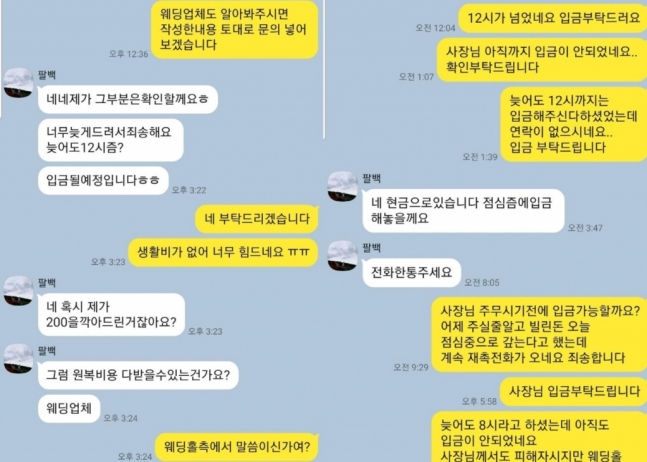 웨딩업체도 알아봐주시면
작성한내용 토대로 문의 넣어
보겠습니다
오후 12:36
팔백
네네제가 그부분은확인할께요ㅎ
너무늦게드려서죄송해요
늦어도12시즘?
입금될예정입니다ㅎㅎ
오후 3:22
네 부탁드리겠습니다
생활비가 없어 너무 힘드네요 ㅠㅠ
오후 3:23
팔백
네 혹시 제가
200을깍아드린거잖아요?
오후 3:23
팔백
그럼 원복비용 다받을수있는건가요?
웨딩업체
오후 3:24
웨딩홀측에서 말씀이신가여?
오후 3:24
12시가 넘었네요 입금부탁드러요
오전 12:04
사장님 아직까지 입금이 안되었네요..
확인부탁드립니다
오전 1:07
늦어도 12시까지는
입금해주신다하셨었는데
연락이 없으시네요..
입금 부탁드립니다
오전 1:39
팔백
네 현금으로있습니다 점심즘에입금
해놓을께요
오전 3:47
팔백
전화한통주세요
오전 8:05
사장님 주무시기전에 입금가능할까요?
어제 주실줄알고 빌린돈 오늘
점심중으로 갚는다고 했는데
계속 재촉전화가 오네요 죄송합니다
오전 9:29
사장님 입금부탁드립니다
오후 5:58
늦어도 8시라고 하셨는데 아직도
입금이 안되었네요
사장님께서도 피해자시지만 웨딩홀